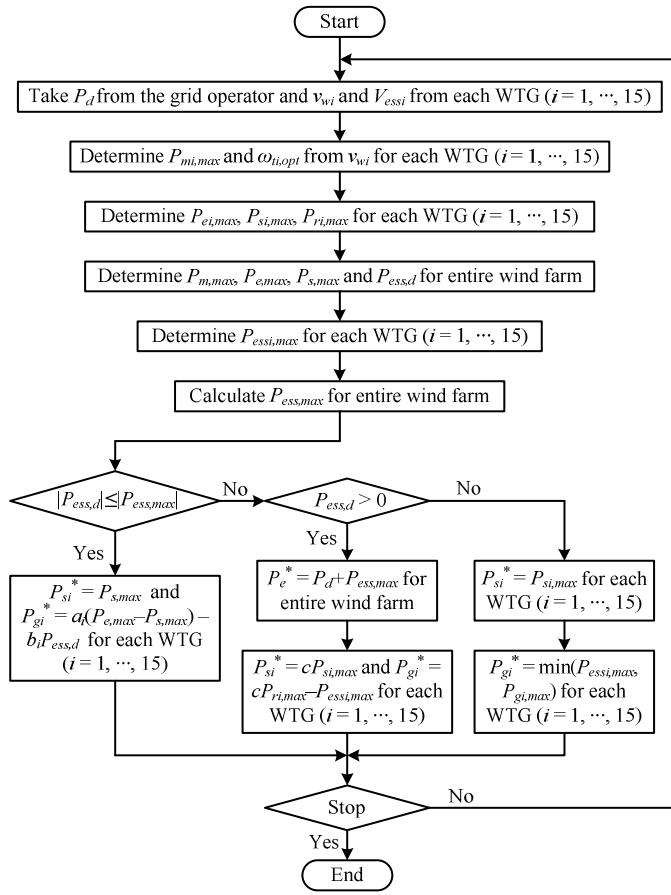 Start
Take P_d from the grid operator and v_wi and V_essi from each WTG (i = 1, ···, 15)
Determine P_mi,max and ω_ti,opt from v_wi for each WTG (i = 1, ···, 15)
Determine P_ei,max, P_si,max, P_ri,max for each WTG (i = 1, ···, 15)
Determine P_m,max, P_e,max, P_s,max and P_ess,d for entire wind farm
Determine P_essi,max for each WTG (i = 1, ···, 15)
Calculate P_ess,max for entire wind farm
|P_ess,d|≤|P_ess,max|
No
Yes
P_ess,d > 0
No
Yes
P_si* = P_s,max and
P_gi* = a_i(P_e,max–P_s,max) –
b_iP_ess,d for each WTG
(i = 1, ···, 15)
P_e* = P_d+P_ess,max for
entire wind farm
P_si* = cP_si,max and P_gi* =
cP_ri,max–P_essi,max for each
WTG (i = 1, ···, 15)
P_si* = P_si,max for each
WTG (i = 1, ···, 15)
P_gi* = min(P_essi,max,
P_gi,max) for each
WTG (i = 1, ···, 15)
Stop
No
Yes
End